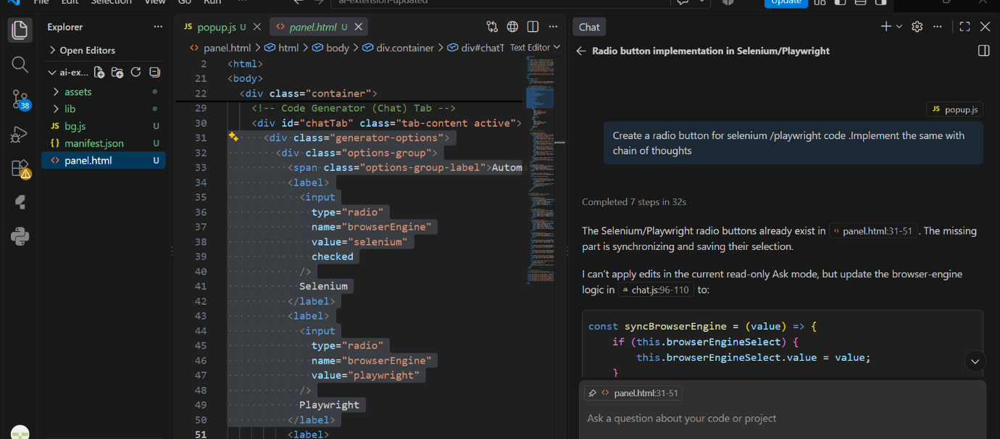 File Edit Selection View Go Run ···
ai-extension-updated
Update
Explorer ···
Open Editors
ai-ex...
assets
lib
JS bg.js U
{} manifest.json U
<> panel.html U
38
JS popup.js U
<> panel.html U
···
<> panel.html > html > body > div.container > div#chatT Text Editor
2 <html>
21 <body>
22 <div class="container">
29 <!-- Code Generator (Chat) Tab -->
30 <div id="chatTab" class="tab-content active">
31 <div class="generator-options">
32 <div class="options-group">
33 <span class="options-group-label">Autom
34 <label>
35 <input
36 type="radio"
37 name="browserEngine"
38 value="selenium"
39 checked
40 />
41 Selenium
42 </label>
43 <label>
44 <input
45 type="radio"
46 name="browserEngine"
47 value="playwright"
48 />
49 Playwright
50 </label>
51 <label>
Chat ···
Radio button implementation in Selenium/Playwright
JS popup.js
Create a radio button for selenium /playwright code .Implement the same with
chain of thoughts
Completed 7 steps in 32s
The Selenium/Playwright radio buttons already exist in <> panel.html:31-51 . The missing
part is synchronizing and saving their selection.
I can't apply edits in the current read-only Ask mode, but update the browser-engine
logic in JS chat.js:96-110 to:
const syncBrowserEngine = (value) => {
if (this.browserEngineSelect) {
this.browserEngineSelect.value = value;
}
<> panel.html:31-51
Ask a question about your code or project